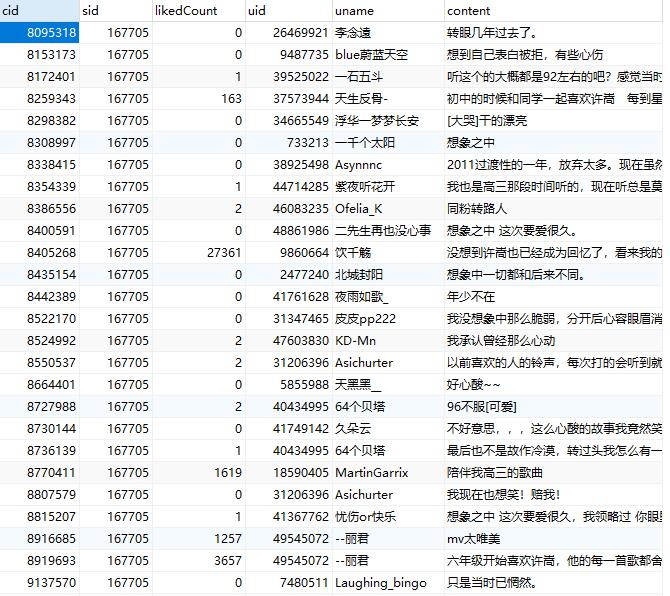 cid sid likedCount uid uname content
8095318 167705 0 26469921 李念遠 转眼几年过去了。
8153173 167705 0 9487735 blue蔚蓝天空 想到自己表白被拒，有些心伤
8172401 167705 1 39525022 一石五斗 听这个的大概都是92左右的吧？感觉当时
8259343 167705 163 37573944 天生反骨- 初中的时候和同学一起喜欢许嵩 每到星
8298382 167705 0 34665549 浮华一梦梦长安 [大哭]干的漂亮
8308997 167705 0 733213 一千个太阳 想象之中
8338415 167705 0 38925498 Asynnnc 2011过渡性的一年，放弃太多。现在虽然
8354339 167705 1 44714285 紫夜听花开 我也是高三那段时间听的，现在听总是莫
8386556 167705 2 46083235 Ofelia_K 同粉转路人
8400591 167705 0 48861986 二先生再也没心事 想象之中 这次要爱很久。
8405268 167705 27361 9860664 饮千觞 没想到许嵩也已经成为回忆了，看来我的
8435154 167705 0 2477240 北城封阳 想象中一切都和后来不同。
8442389 167705 0 41761628 夜雨如歌_ 年少不在
8522170 167705 0 31347465 皮皮pp222 我没想象中那么脆弱，分开后心容眼眉消
8524992 167705 2 47603830 KD-Mn 我承认曾经那么心动
8550537 167705 2 31206396 Asichurter 以前喜欢的人的铃声，每次打的会听到就
8664401 167705 0 5855988 天黑黑__ 好心酸~~
8727988 167705 2 40434995 64个贝塔 96不服[可爱]
8730144 167705 0 41749142 久朵云 不好意思，，，这么心酸的故事我竟然笑
8736139 167705 1 40434995 64个贝塔 最后也不是故作冷漠，转过头我怎么有一
8770411 167705 1619 18590405 MartinGarrix 陪伴我高三的歌曲
8807579 167705 0 31206396 Asichurter 我现在也想笑！赔我！
8815207 167705 1 41367762 忧伤or快乐 想象之中 这次要爱很久，我领略过 你眼
8916685 167705 1257 49545072 --丽君 mv太唯美
8919693 167705 3657 49545072 --丽君 六年级开始喜欢许嵩，他的每一首歌都会
9137570 167705 0 7480511 Laughing_bingo 只是当时已惘然。